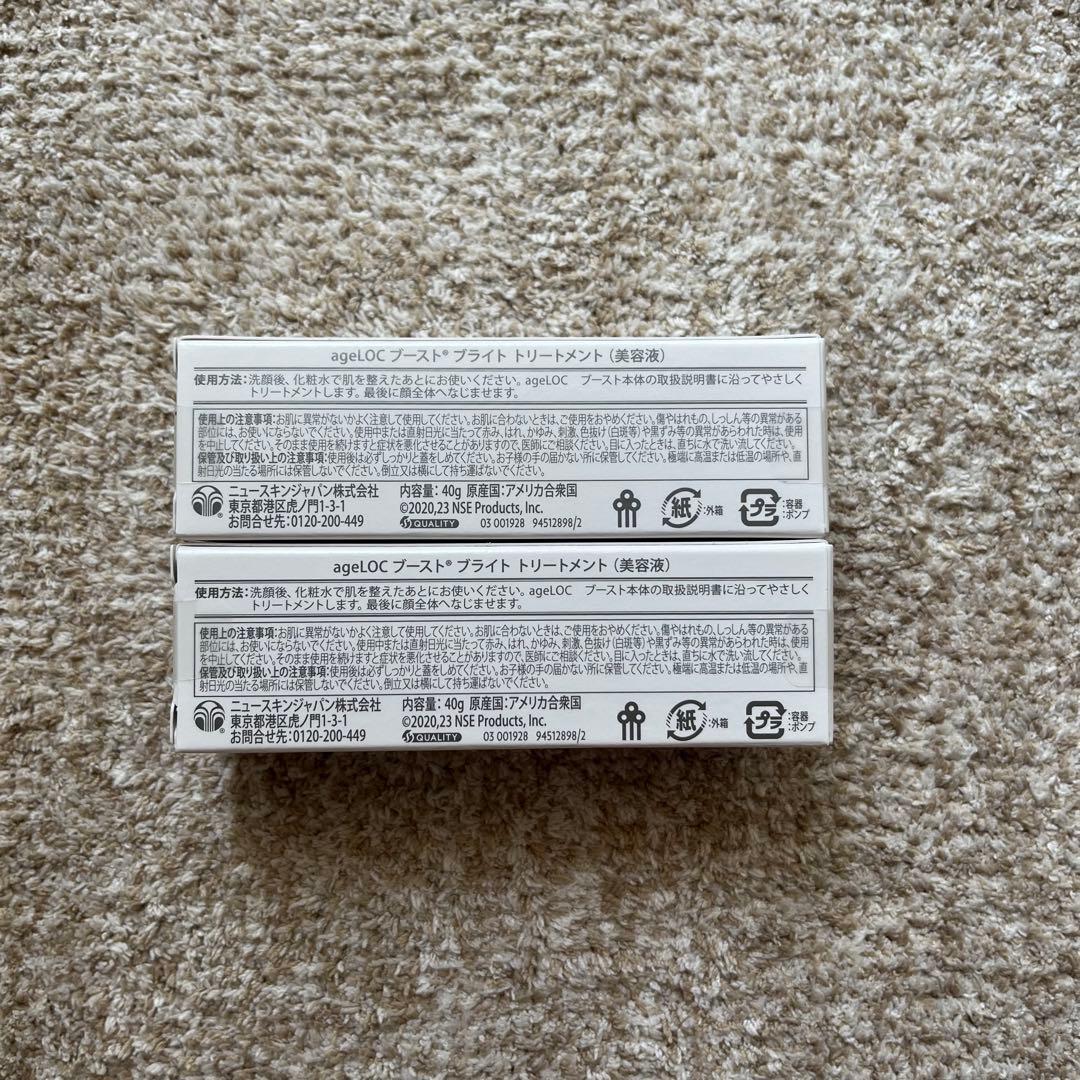 ageLOC ブースト® ブライト トリートメント（美容液）
使用方法：洗顔後、化粧水で肌を整えたあとにお使いください。ageLOC ブースト本体の取扱説明書に沿ってやさしく
トリートメントします。最後に顔全体へなじませます。
使用上の注意事項：お肌に異常がないかよく注意して使用してください。お肌に合わないときは、ご使用をおやめください。傷やはれもの、しっしん等の異常がある
部位には、お使いにならないでください。使用中または直射日光に当たって赤み、はれ、かゆみ、刺激、色抜け（白斑等）や黒ずみ等の異常があらわれた時は、使用
を中止してください。そのまま使用を続けますと症状を悪化させることがありますので、医師にご相談ください。目に入ったときは、直ちに水で洗い流してください。
保管及び取り扱い上の注意事項：使用後は必ずしっかりと蓋をしめてください。お子様の手の届かない所に保管してください。極端に高温または低温の場所や、直
射日光の当たる場所には保管しないでください。倒立又は横にして持ち運ばないでください。
ニュースキンジャパン株式会社
東京都港区虎ノ門1-3-1
お問合せ先：0120-200-449
内容量：40g 原産国：アメリカ合衆国
©2020,23 NSE Products, Inc.
QUALITY 03 001928 94512898/2
紙：外箱
プラ：容器
：ポンプ
ageLOC ブースト® ブライト トリートメント（美容液）
使用方法：洗顔後、化粧水で肌を整えたあとにお使いください。ageLOC ブースト本体の取扱説明書に沿ってやさしく
トリートメントします。最後に顔全体へなじませます。
使用上の注意事項：お肌に異常がないかよく注意して使用してください。お肌に合わないときは、ご使用をおやめください。傷やはれもの、しっしん等の異常がある
部位には、お使いにならないでください。使用中または直射日光に当たって赤み、はれ、かゆみ、刺激、色抜け（白斑等）や黒ずみ等の異常があらわれた時は、使用
を中止してください。そのまま使用を続けますと症状を悪化させることがありますので、医師にご相談ください。目に入ったときは、直ちに水で洗い流してください。
保管及び取り扱い上の注意事項：使用後は必ずしっかりと蓋をしめてください。お子様の手の届かない所に保管してください。極端に高温または低温の場所や、直
射日光の当たる場所には保管しないでください。倒立又は横にして持ち運ばないでください。
ニュースキンジャパン株式会社
東京都港区虎ノ門1-3-1
お問合せ先：0120-200-449
内容量：40g 原産国：アメリカ合衆国
©2020,23 NSE Products, Inc.
QUALITY 03 001928 94512898/2
紙：外箱
プラ：容器
：ポンプ